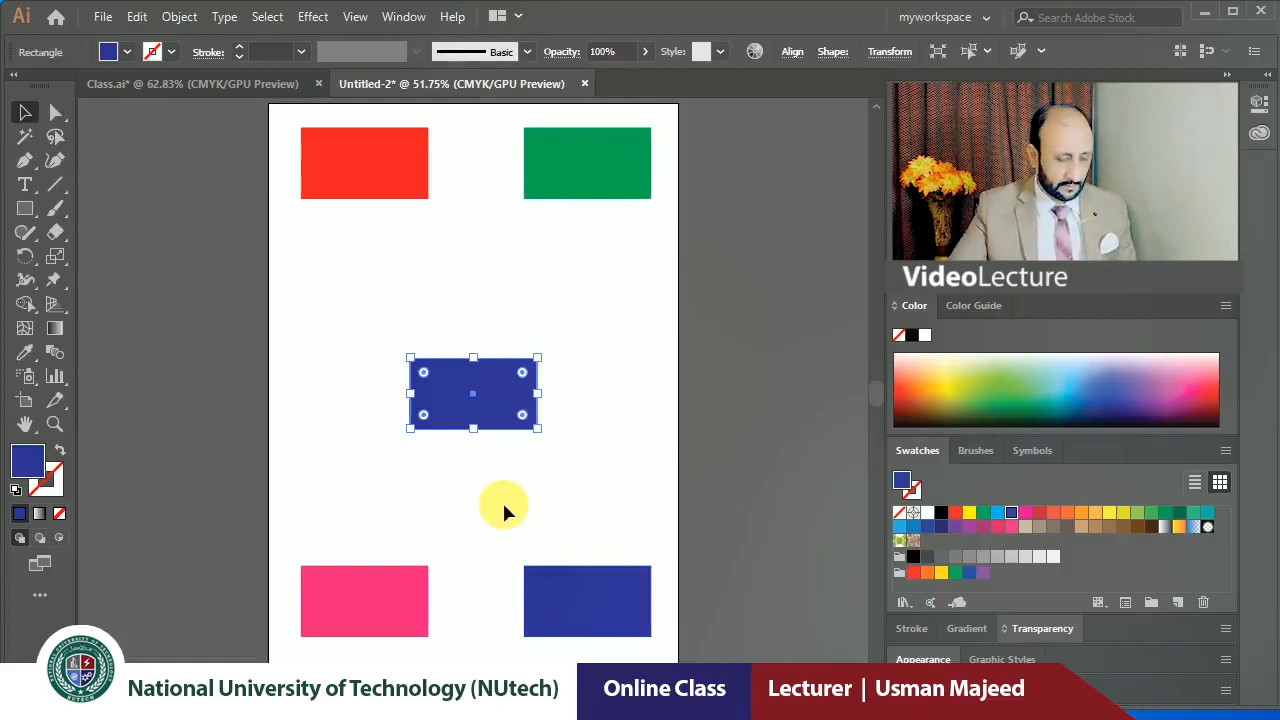 Ai File Edit Object Type Select Effect View Window Help myworkspace Search Adobe Stock
Rectangle Stroke: Basic Opacity: 100% Style: Align Shape: Transform
Class.ai* @ 62.83% (CMYK/GPU Preview) × Untitled-2* @ 51.75% (CMYK/GPU Preview) ×
VideoLecture
Color Color Guide
Swatches Brushes Symbols
Stroke Gradient Transparency
Appearance Graphic Styles
National University of Technology (NUtech) Online Class Lecturer | Usman Majeed